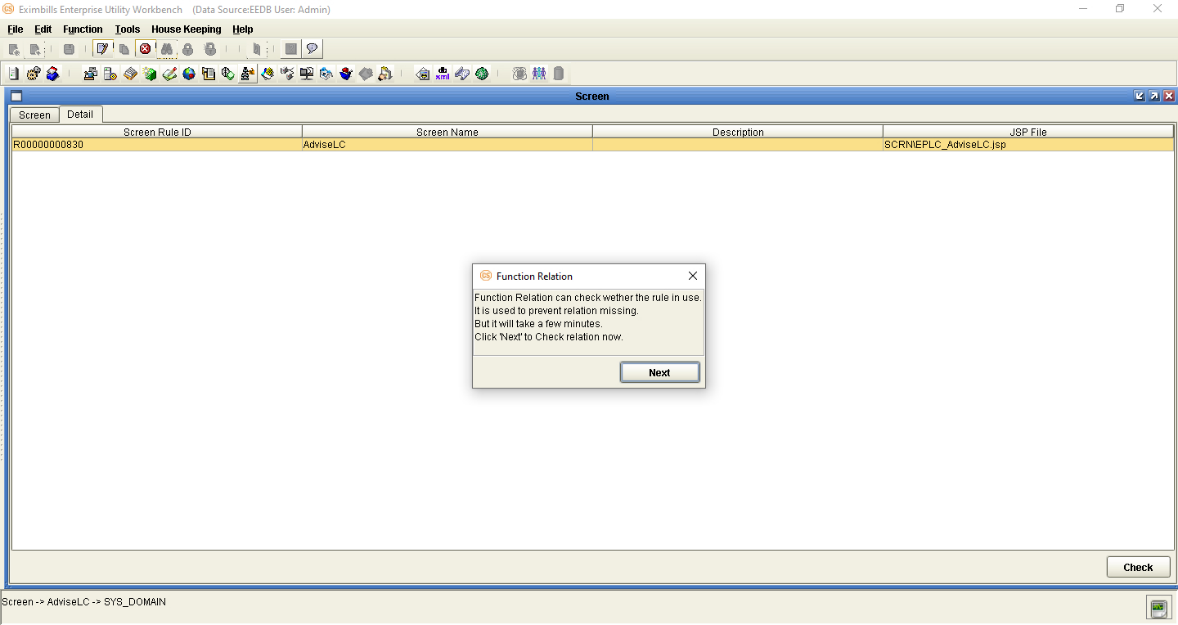 Eximbills Enterprise Utility Workbench (Data Source:EEDB User: Admin)
File Edit Function Tools House Keeping Help
Screen
Screen Detail
Screen Rule ID Screen Name Description JSP File
R00000000830 AdviseLC SCRN\EPLC_AdviseLC.jsp
Function Relation
Function Relation can check wether the rule in use.
It is used to prevent relation missing.
But it will take a few minutes.
Click 'Next' to Check relation now.
Next
Check
Screen -> AdviseLC -> SYS_DOMAIN